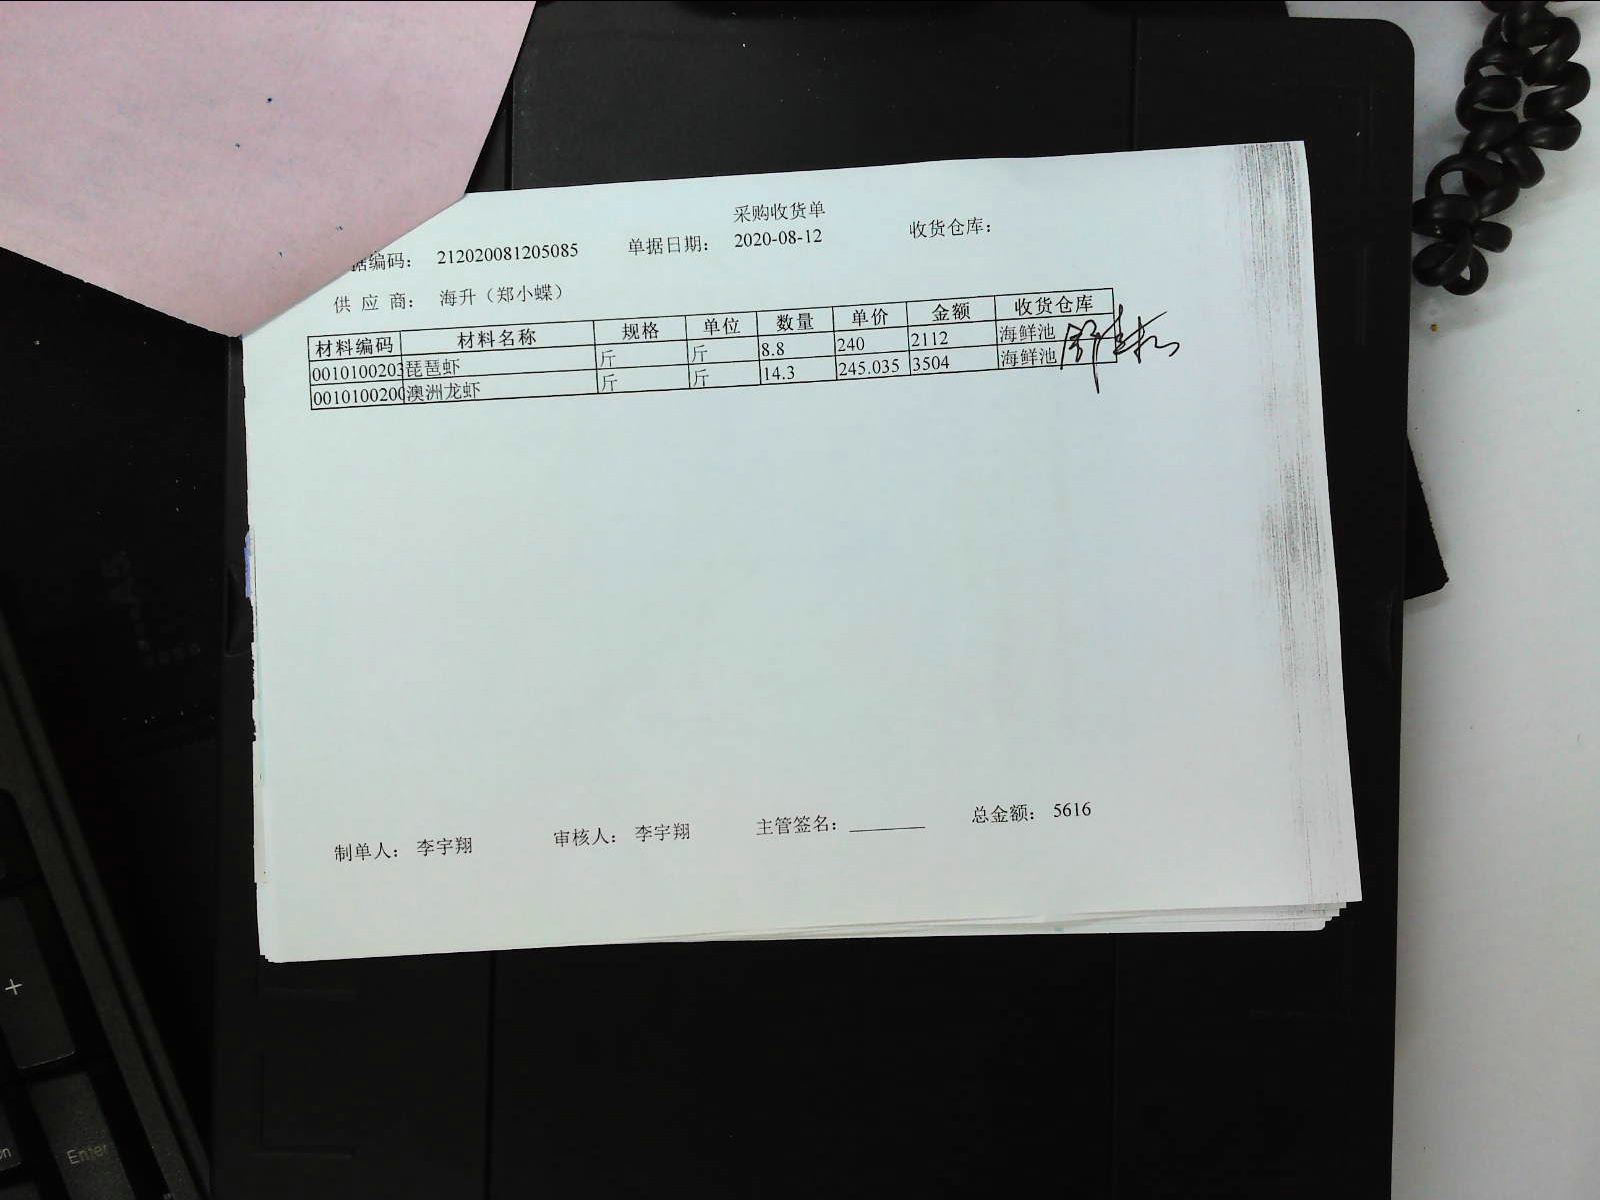 采购收货单
据编码： 212020081205085 单据日期： 2020-08-12 收货仓库：
供 应 商： 海升（郑小蝶）
材料编码 材料名称 规格 单位 数量 单价 金额 收货仓库
0010100203 琵琶虾 斤 斤 8.8 240 2112 海鲜池
0010100200 澳洲龙虾 斤 斤 14.3 245.035 3504 海鲜池
制单人： 李宇翔 审核人： 李宇翔 主管签名： 总金额： 5616
+
Enter